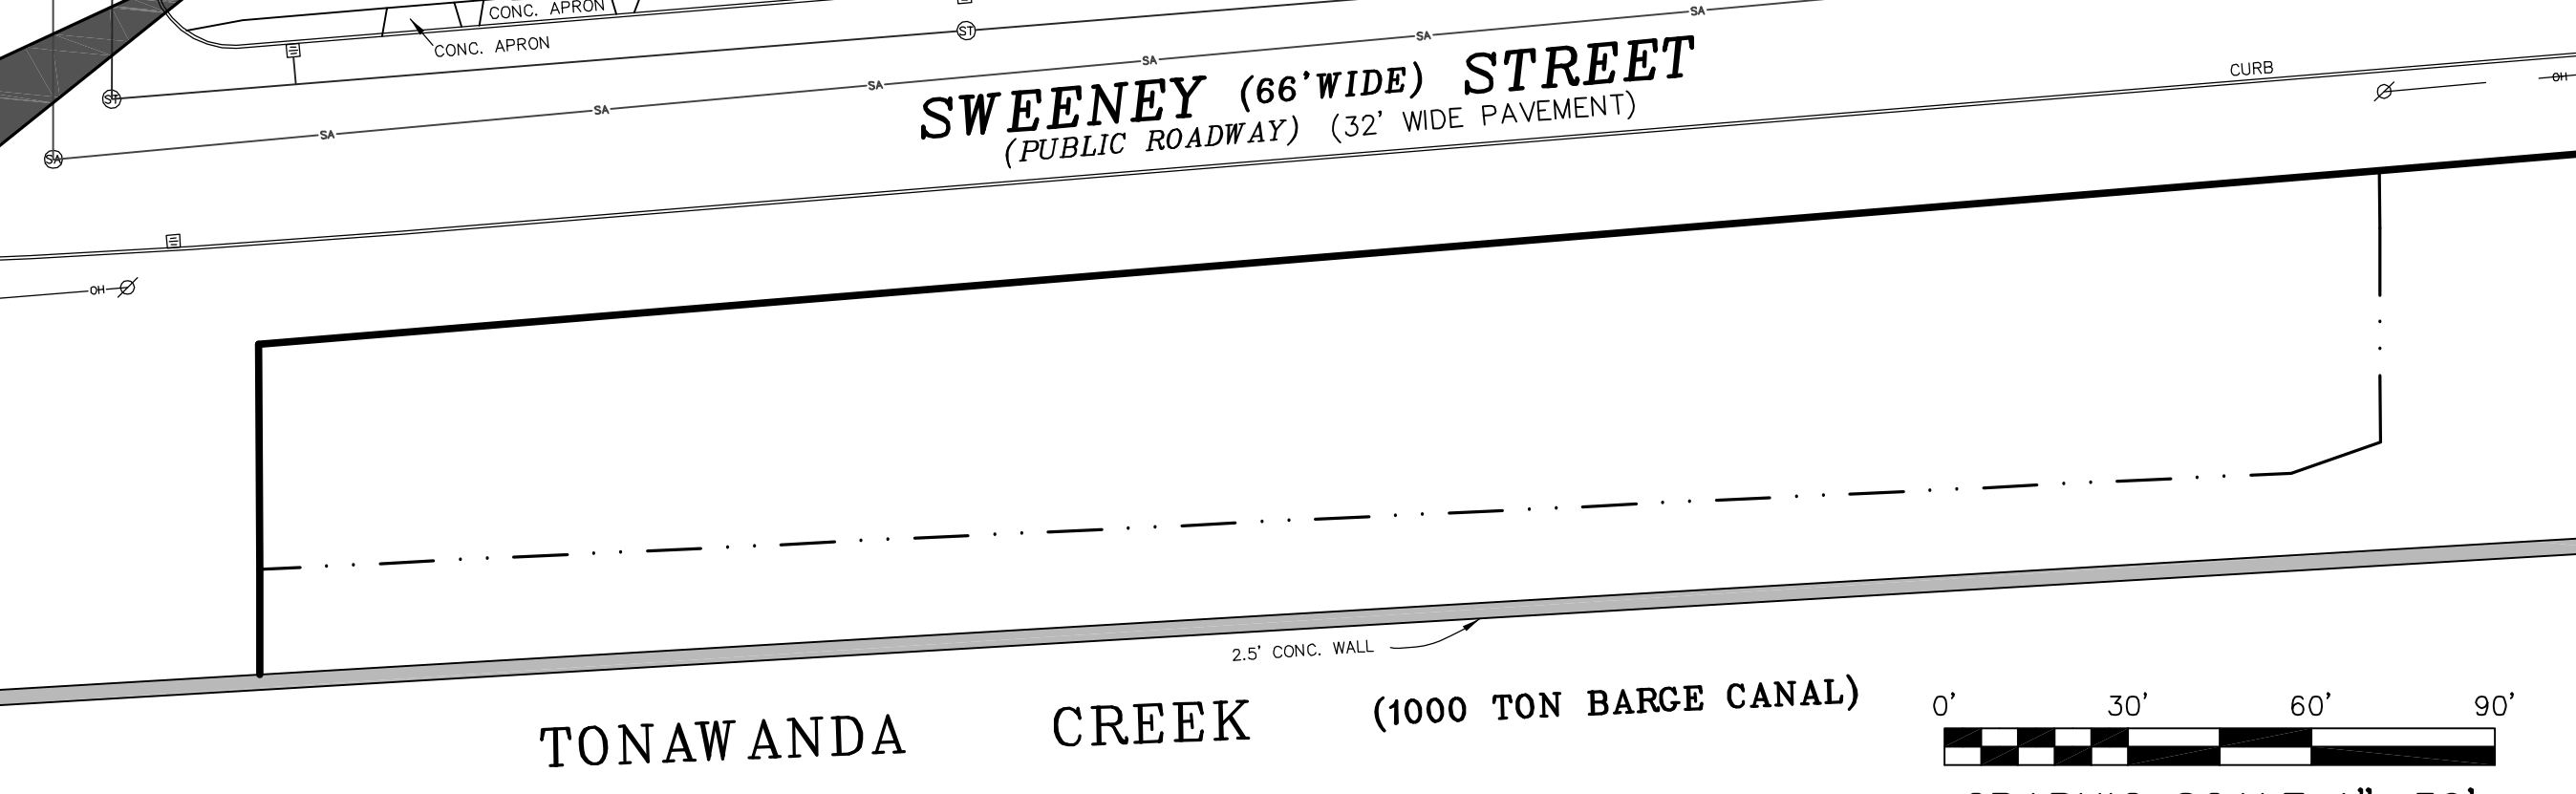 CONC. APRON
CONC. APRON
ST
ST
SA
SA
SA
SA
SA
SA
SA
SWEENEY (66'WIDE) STREET
(PUBLIC ROADWAY) (32' WIDE PAVEMENT)
CURB
OH
OH
2.5' CONC. WALL
TONAWANDA CREEK (1000 TON BARGE CANAL)
0' 30' 60' 90'